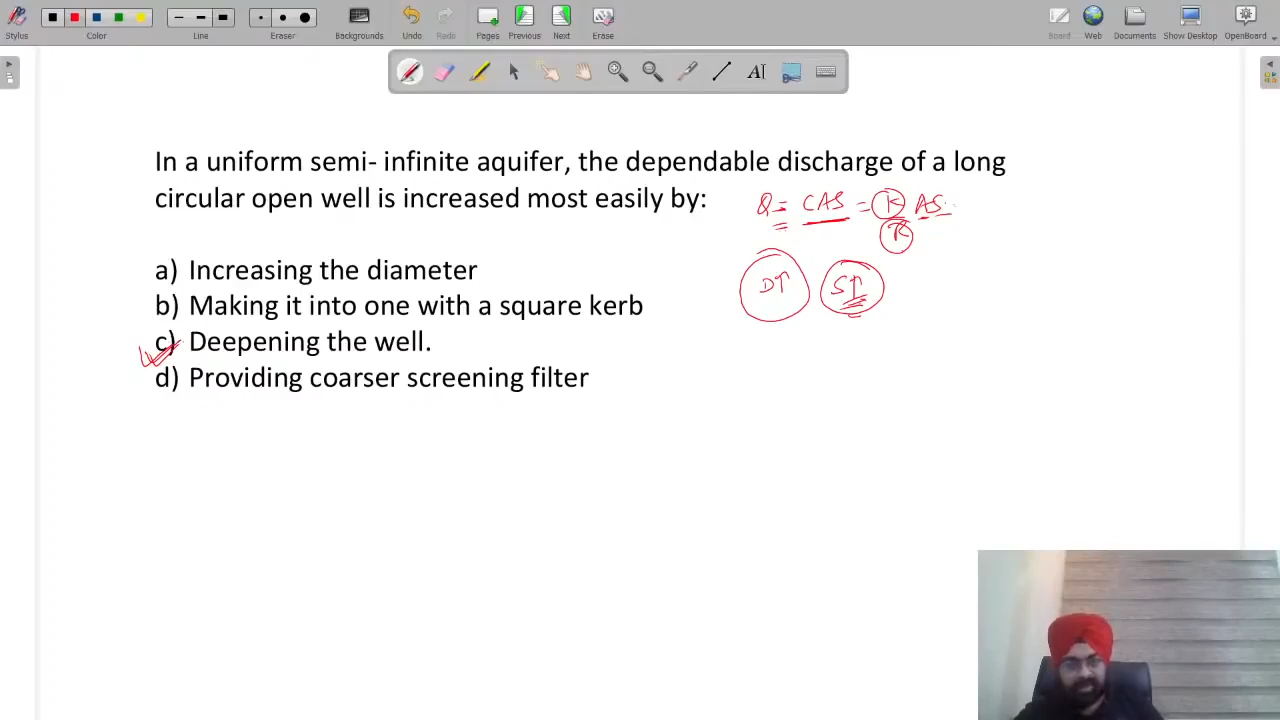 Stylus Color Line Eraser Backgrounds Undo Redo Pages Previous Next Erase Board Web Documents Show Desktop OpenBoard
In a uniform semi- infinite aquifer, the dependable discharge of a long
circular open well is increased most easily by:
Q = CAS = K AS
K
a) Increasing the diameter
D↑ S↑
b) Making it into one with a square kerb
c) Deepening the well.
d) Providing coarser screening filter